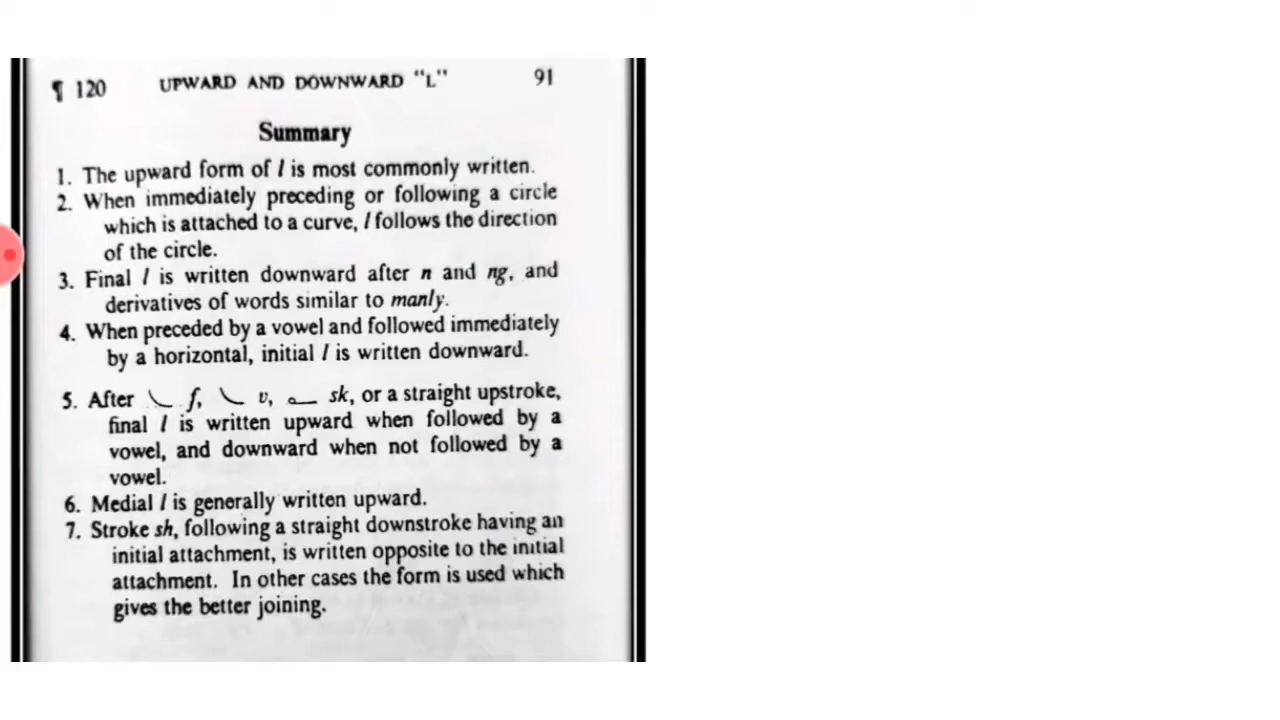 ¶ 120 UPWARD AND DOWNWARD "L" 91
Summary
1. The upward form of l is most commonly written.
2. When immediately preceding or following a circle
which is attached to a curve, l follows the direction
of the circle.
3. Final l is written downward after n and ng, and
derivatives of words similar to manly.
4. When preceded by a vowel and followed immediately
by a horizontal, initial l is written downward.
5. After f, v, sk, or a straight upstroke,
final l is written upward when followed by a
vowel, and downward when not followed by a
vowel.
6. Medial l is generally written upward.
7. Stroke sh, following a straight downstroke having an
initial attachment, is written opposite to the initial
attachment. In other cases the form is used which
gives the better joining.